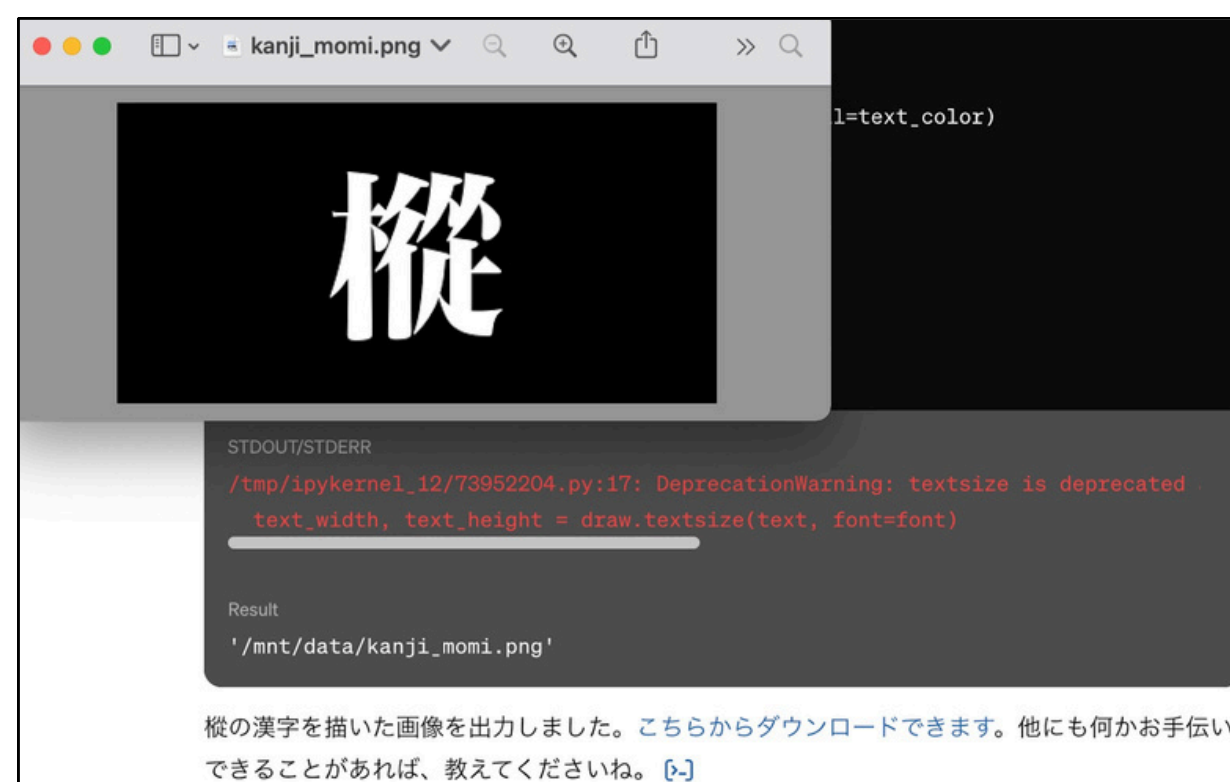 kanji_momi.png
樅
l=text_color)
STDOUT/STDERR
/tmp/ipykernel_12/73952204.py:17: DeprecationWarning: textsize is deprecated
text_width, text_height = draw.textsize(text, font=font)
Result
'/mnt/data/kanji_momi.png'
樅の漢字を描いた画像を出力しました。こちらからダウンロードできます。他にも何かお手伝い
できることがあれば、教えてくださいね。 [>-]